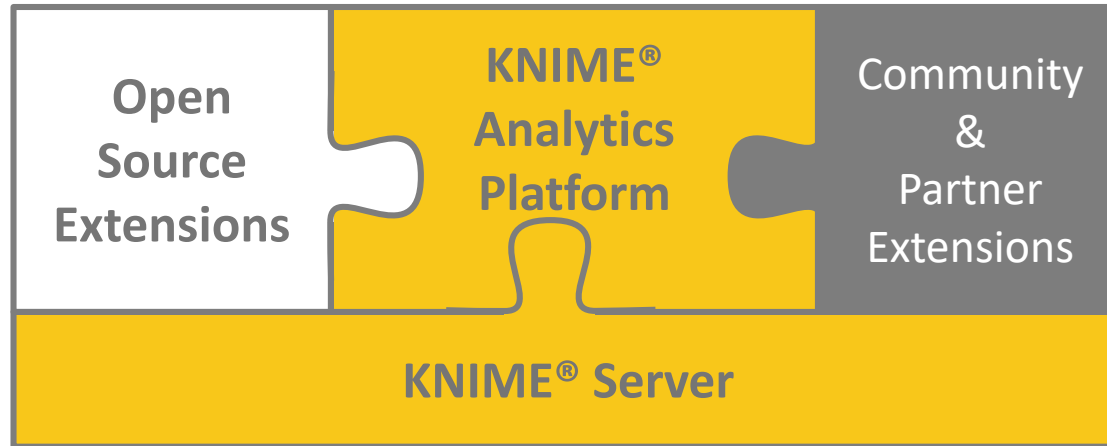 Open
Source
Extensions
KNIME®
Analytics
Platform
Community
&
Partner
Extensions
KNIME® Server